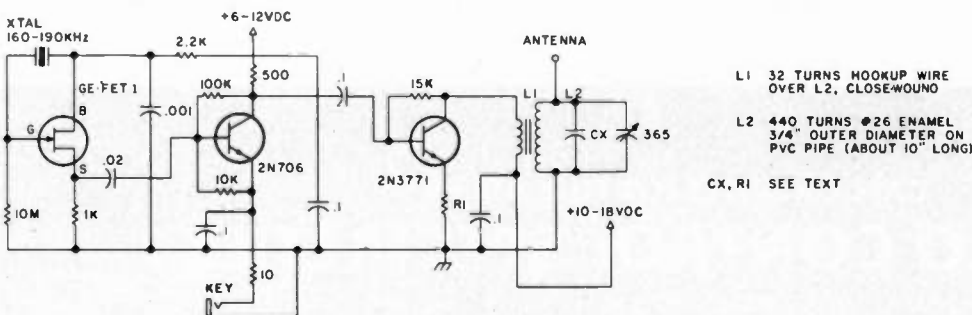 XTAL
160-190KHz
+6-12VDC
2.2K
500
GE-FET 1
B
100K
.001
G
S
.02
2N706
10K
10M
1K
.1
.1
10
KEY
.1
15K
2N3771
R1
.1
L1 L2
ANTENNA
CX
365
+10-18VDC
L1 32 TURNS HOOKUP WIRE
OVER L2, CLOSEWOUND
L2 440 TURNS #26 ENAMEL
3/4" OUTER DIAMETER ON
PVC PIPE (ABOUT 10" LONG)
CX, R1 SEE TEXT